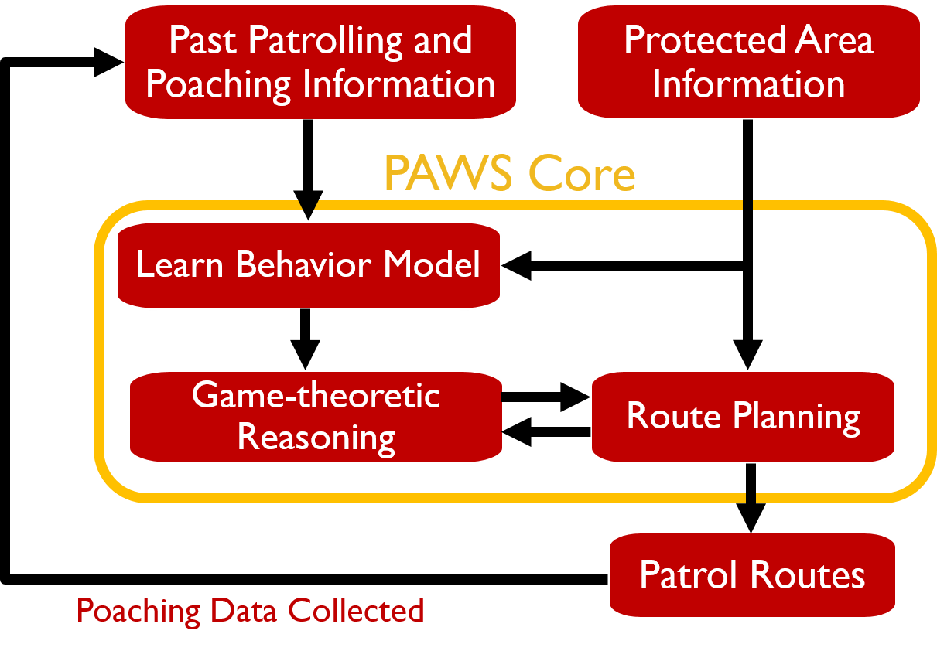 Past Patrolling and
Poaching Information
Protected Area
Information
PAWS Core
Learn Behavior Model
Game-theoretic
Reasoning
Route Planning
Patrol Routes
Poaching Data Collected